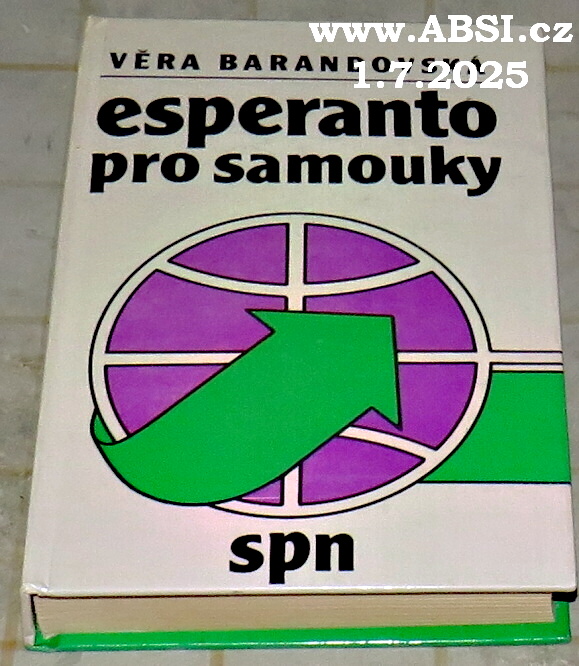 www.ABSI.cz
VĚRA BARANDOVSKÁ
1.7.2025
esperanto
pro samouky
spn